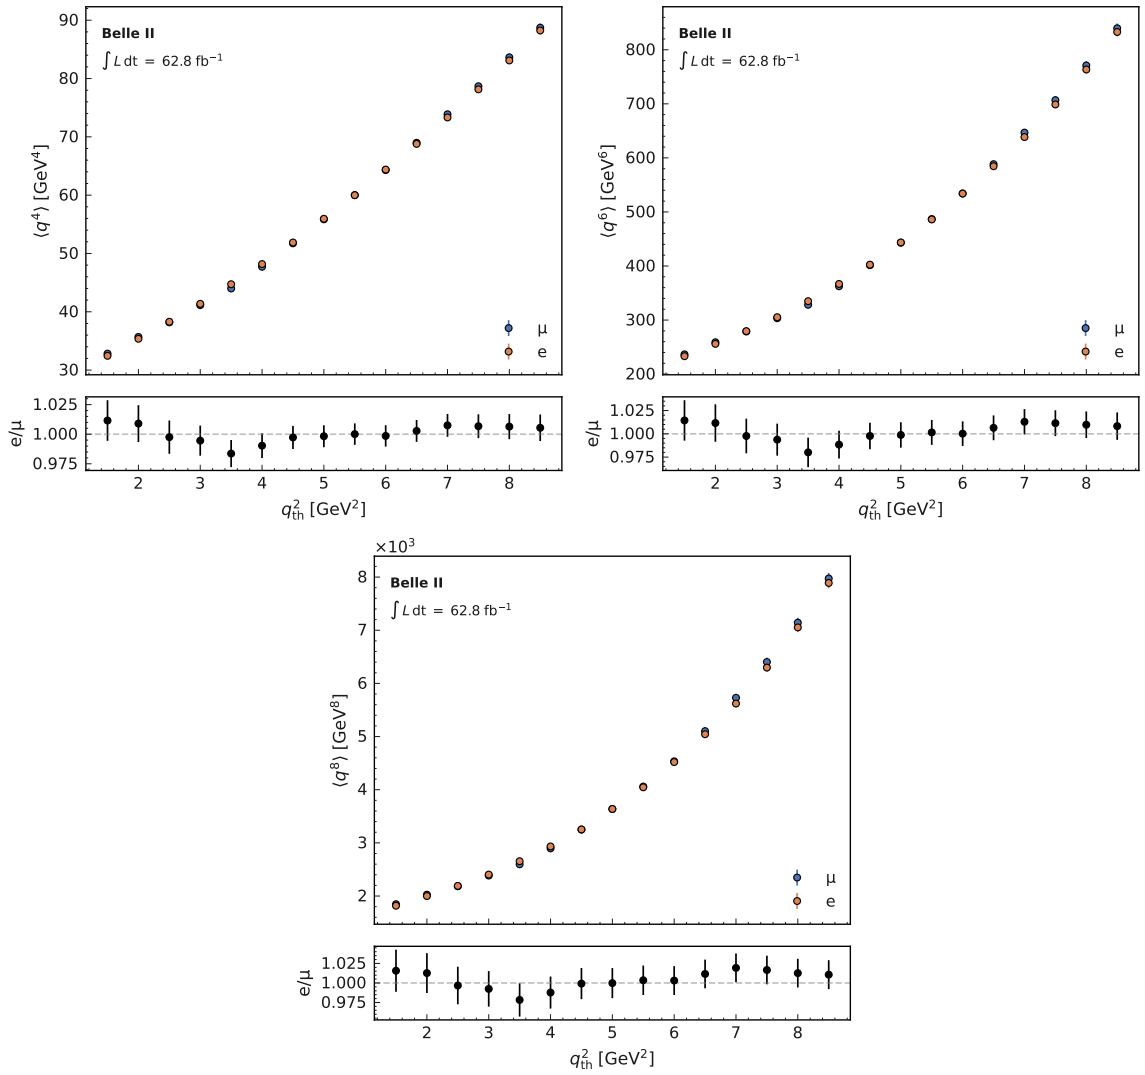 Belle II
∫ L dt = 62.8 fb⁻¹
⟨q⁴⟩ [GeV⁴]
90
80
70
60
50
40
30
μ
e
e/μ
1.025
1.000
0.975
2 3 4 5 6 7 8
q²th [GeV²]
Belle II
∫ L dt = 62.8 fb⁻¹
⟨q⁶⟩ [GeV⁶]
800
700
600
500
400
300
200
μ
e
e/μ
1.025
1.000
0.975
2 3 4 5 6 7 8
q²th [GeV²]
×10³
Belle II
∫ L dt = 62.8 fb⁻¹
⟨q⁸⟩ [GeV⁸]
8
7
6
5
4
3
2
μ
e
e/μ
1.025
1.000
0.975
2 3 4 5 6 7 8
q²th [GeV²]